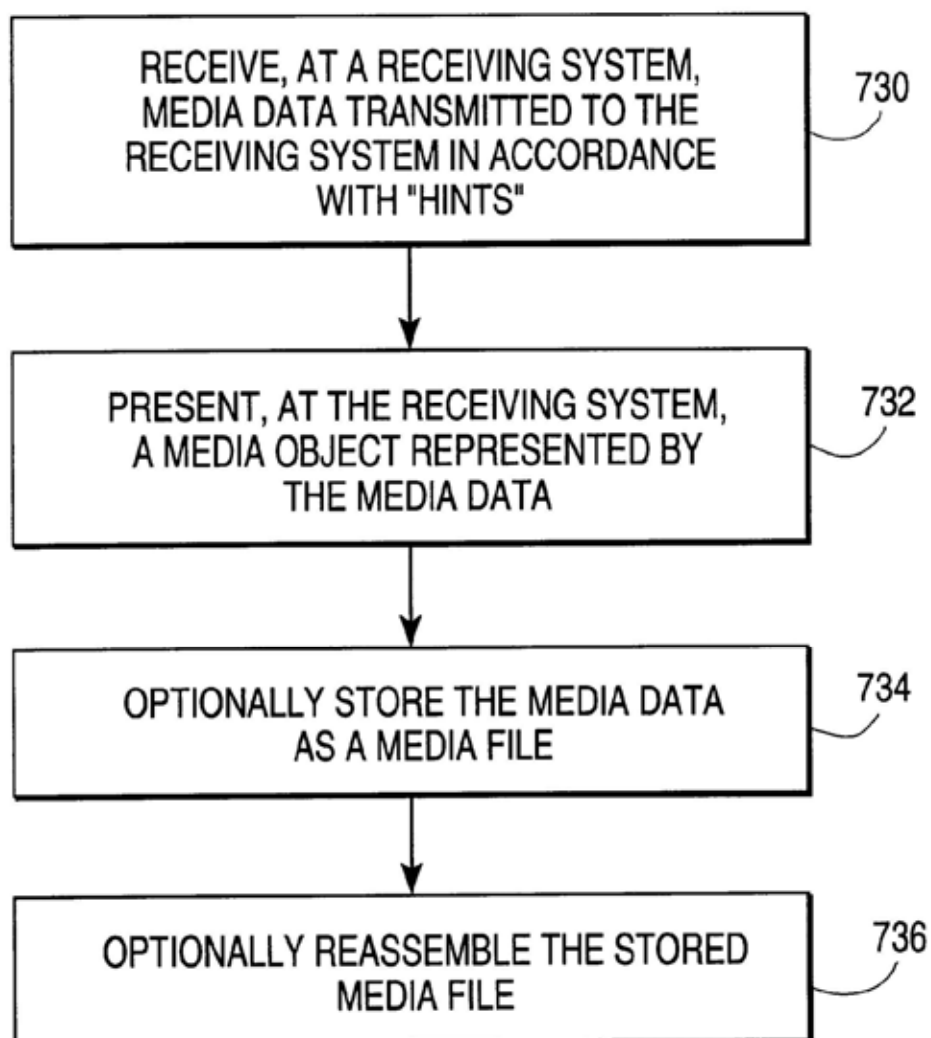 RECEIVE, AT A RECEIVING SYSTEM,
MEDIA DATA TRANSMITTED TO THE
RECEIVING SYSTEM IN ACCORDANCE
WITH "HINTS"
730
PRESENT, AT THE RECEIVING SYSTEM,
A MEDIA OBJECT REPRESENTED BY
THE MEDIA DATA
732
OPTIONALLY STORE THE MEDIA DATA
AS A MEDIA FILE
734
OPTIONALLY REASSEMBLE THE STORED
MEDIA FILE
736